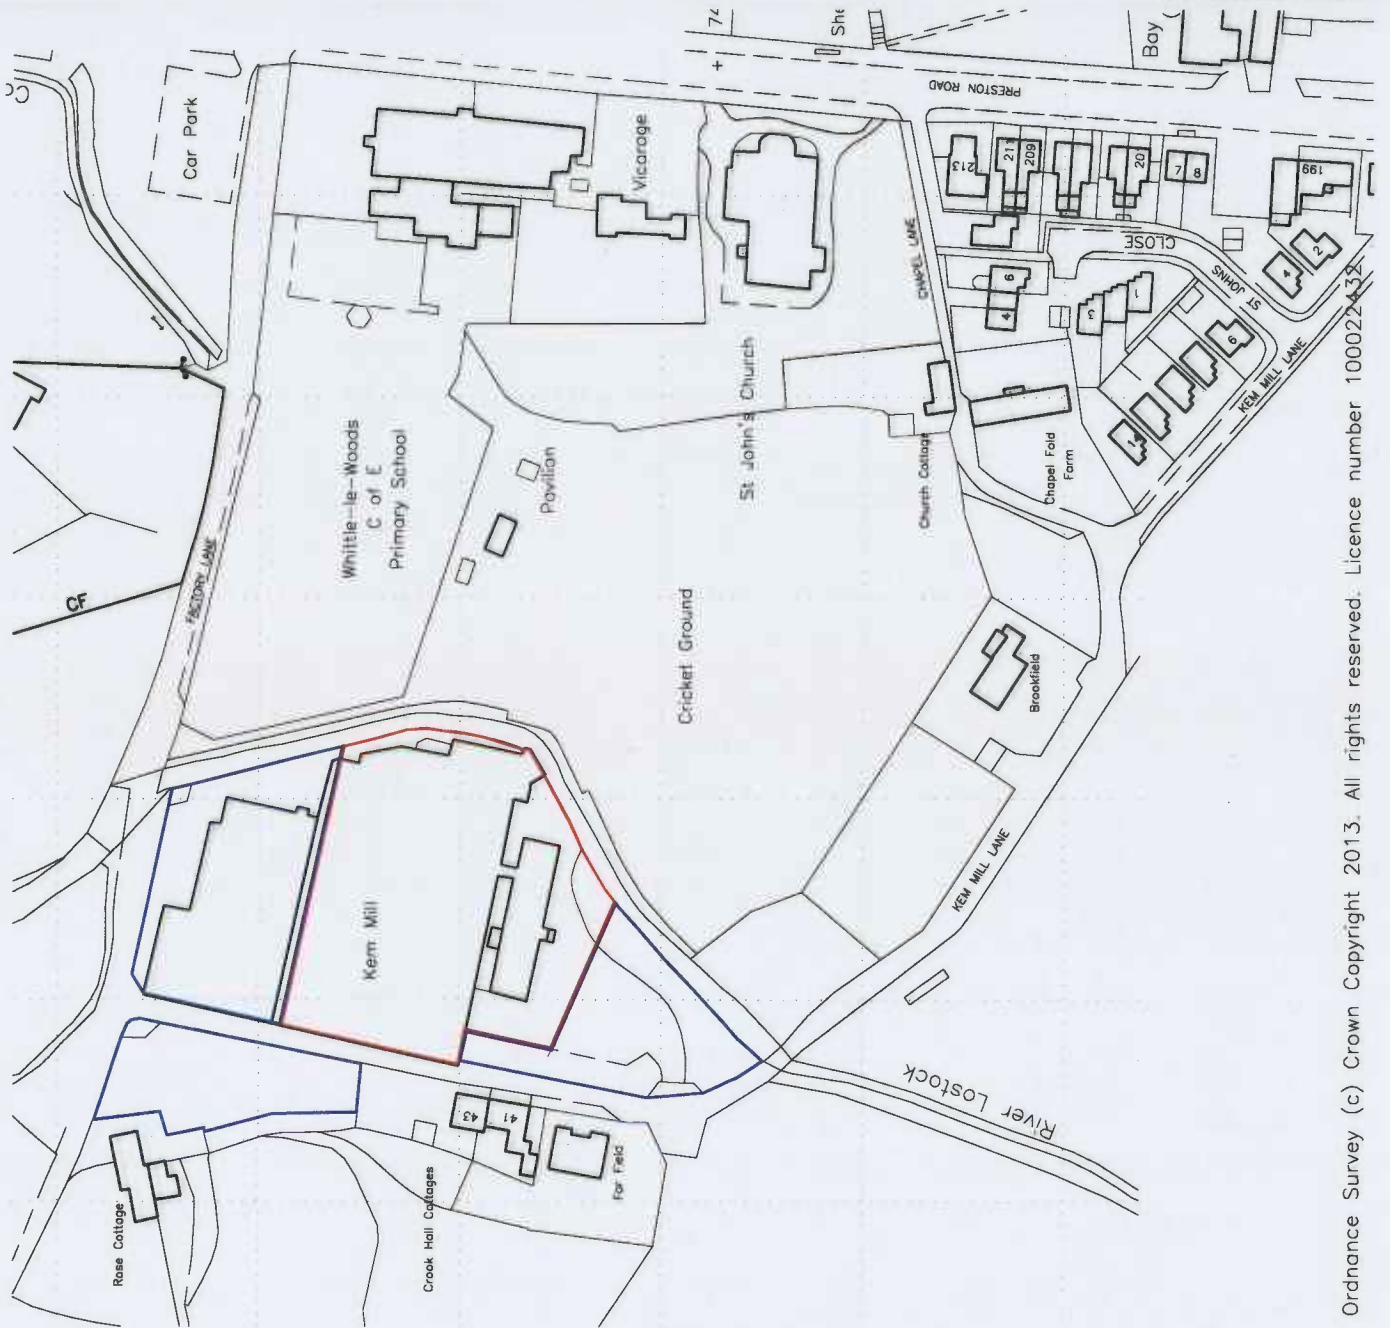 Car Park
Vicarage
Whittle-le-Woods
C of E
Primary School
FACTORY LANE
CF
Pavilion
Cricket Ground
St John's Church
Church Cottage
CHAPEL LANE
PRESTON ROAD
Bay
She
74
213
211
209
20
7
8
199
CLOSE
ST JOHNS
6
4
3
1
4
2
6
Chapel Fold
Farm
KEM MILL LANE
Brookfield
KEM MILL LANE
Kem Mill
River Lostock
43
41
Far Field
Crook Hall Cottages
Rose Cottage
Ordnance Survey (c) Crown Copyright 2013. All rights reserved. Licence number 100022432